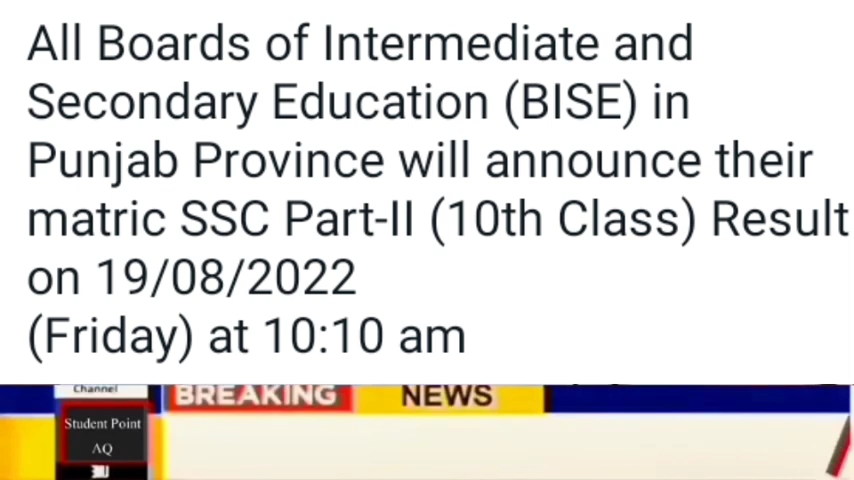 All Boards of Intermediate and
Secondary Education (BISE) in
Punjab Province will announce their
matric SSC Part-II (10th Class) Result
on 19/08/2022
(Friday) at 10:10 am
Channel
BREAKING NEWS
Student Point
AQ